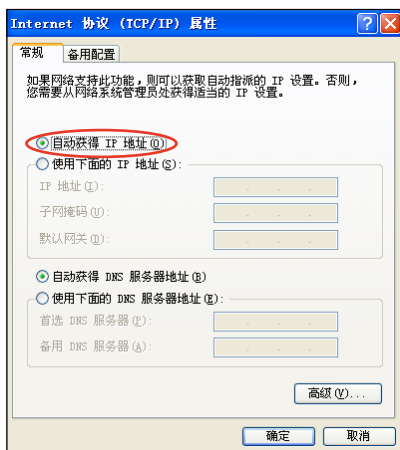 Internet 协议 (TCP/IP) 属性
常规 备用配置
如果网络支持此功能，则可以获取自动指派的 IP 设置。否则，
您需要从网络系统管理员处获得适当的 IP 设置。
自动获得 IP 地址(O)
使用下面的 IP 地址(S):
IP 地址(I):
子网掩码(U):
默认网关(D):
自动获得 DNS 服务器地址(B)
使用下面的 DNS 服务器地址(E):
首选 DNS 服务器(P):
备用 DNS 服务器(A):
高级(V)...
确定 取消